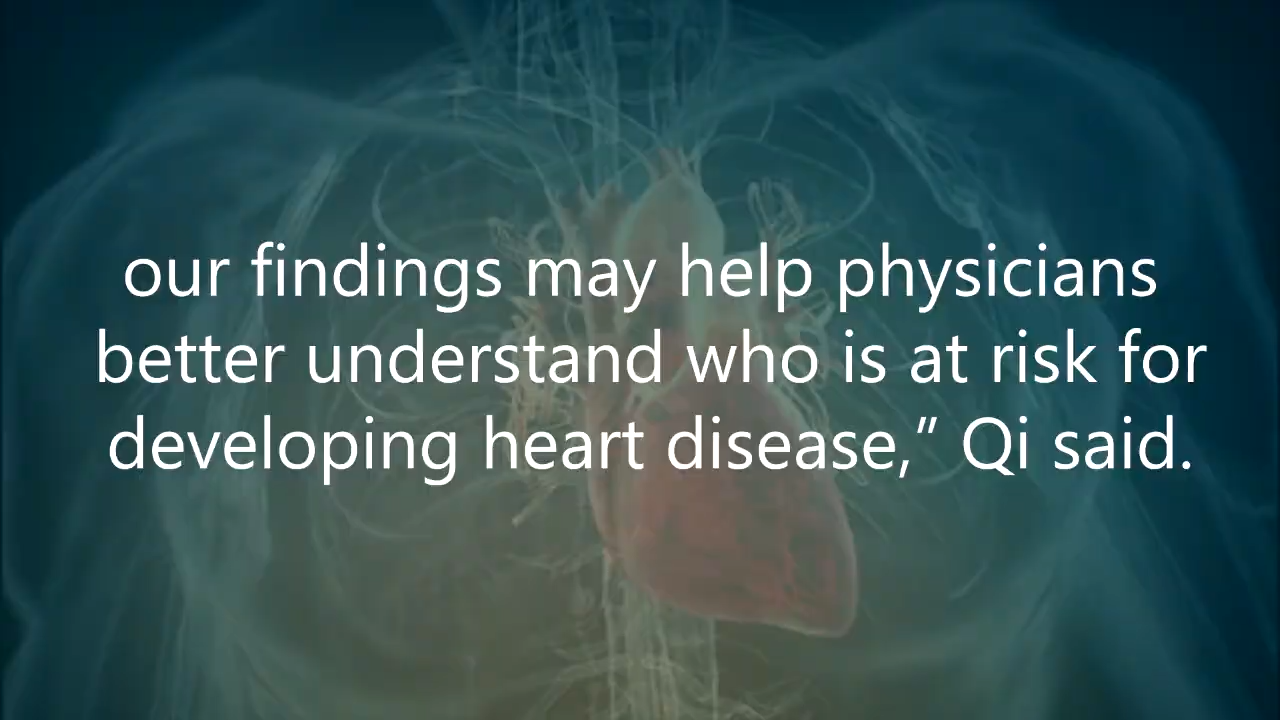 our findings may help physicians
better understand who is at risk for
developing heart disease,” Qi said.